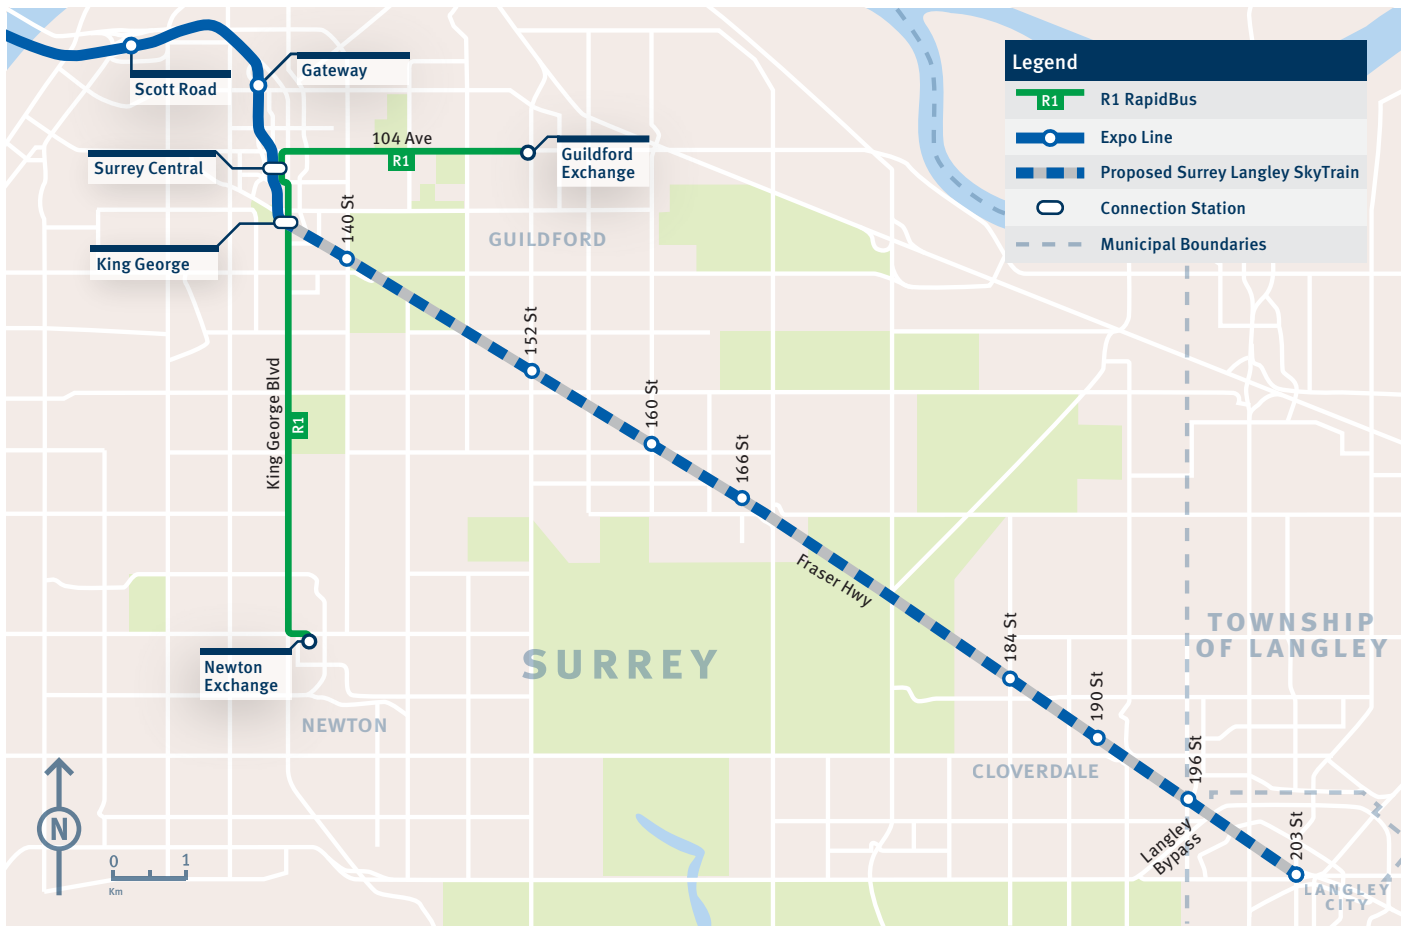 Scott Road
Gateway
Surrey Central
King George
104 Ave
R1
Guildford
Exchange
Legend
R1
R1 RapidBus
Expo Line
Proposed Surrey Langley SkyTrain
Connection Station
Municipal Boundaries
140 St
GUILDFORD
152 St
160 St
166 St
King George Blvd
R1
Fraser Hwy
Newton
Exchange
NEWTON
SURREY
184 St
190 St
196 St
203 St
TOWNSHIP
OF LANGLEY
CLOVERDALE
Langley
Bypass
LANGLEY
CITY
N
0 1
Km